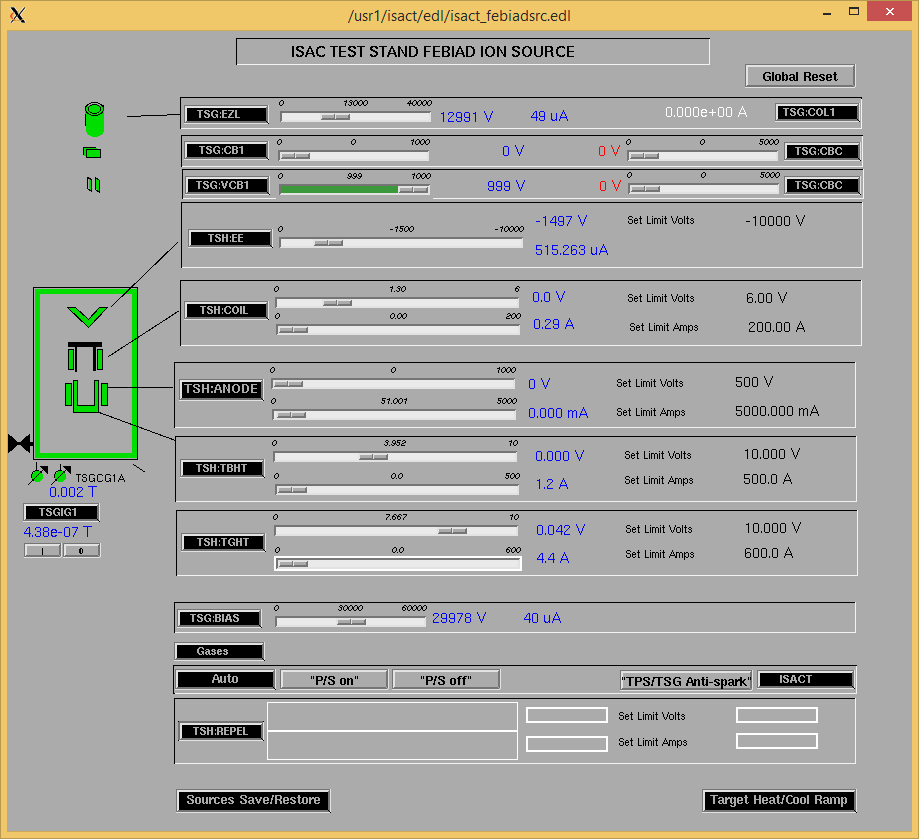 /usr1/isact/edl/isact_febiadsrc.edl
ISAC TEST STAND FEBIAD ION SOURCE
Global Reset
TSG:EZL 0 13000 40000 12991 V 49 uA 0.000e+00 A TSG:COL1
TSG:CB1 0 0 1000 0 V 0 V 0 0 5000 TSG:CBC
TSG:VCB1 0 999 1000 999 V 0 V 0 0 5000 TSG:CBC
TSH:EE 0 -1500 -10000 -1497 V Set Limit Volts -10000 V
515.263 uA
TSH:COIL 0 1.30 6 0.0 V Set Limit Volts 6.00 V
0 0.00 200 0.29 A Set Limit Amps 200.00 A
TSH:ANODE 0 0 1000 0 V Set Limit Volts 500 V
0 51.001 5000 0.000 mA Set Limit Amps 5000.000 mA
TSH:TBHT 0 3.952 10 0.000 V Set Limit Volts 10.000 V
0 0.0 500 1.2 A Set Limit Amps 500.0 A
TSGCG1A
0.002 T
TSGIG1
4.38e-07 T
I 0
TSH:TGHT 0 7.667 10 0.042 V Set Limit Volts 10.000 V
0 0.0 600 4.4 A Set Limit Amps 600.0 A
TSG:BIAS 0 30000 60000 29978 V 40 uA
Gases
Auto "P/S on" "P/S off" "TPS/TSG Anti-spark" ISACT
TSH:REPEL Set Limit Volts
Set Limit Amps
Sources Save/Restore Target Heat/Cool Ramp